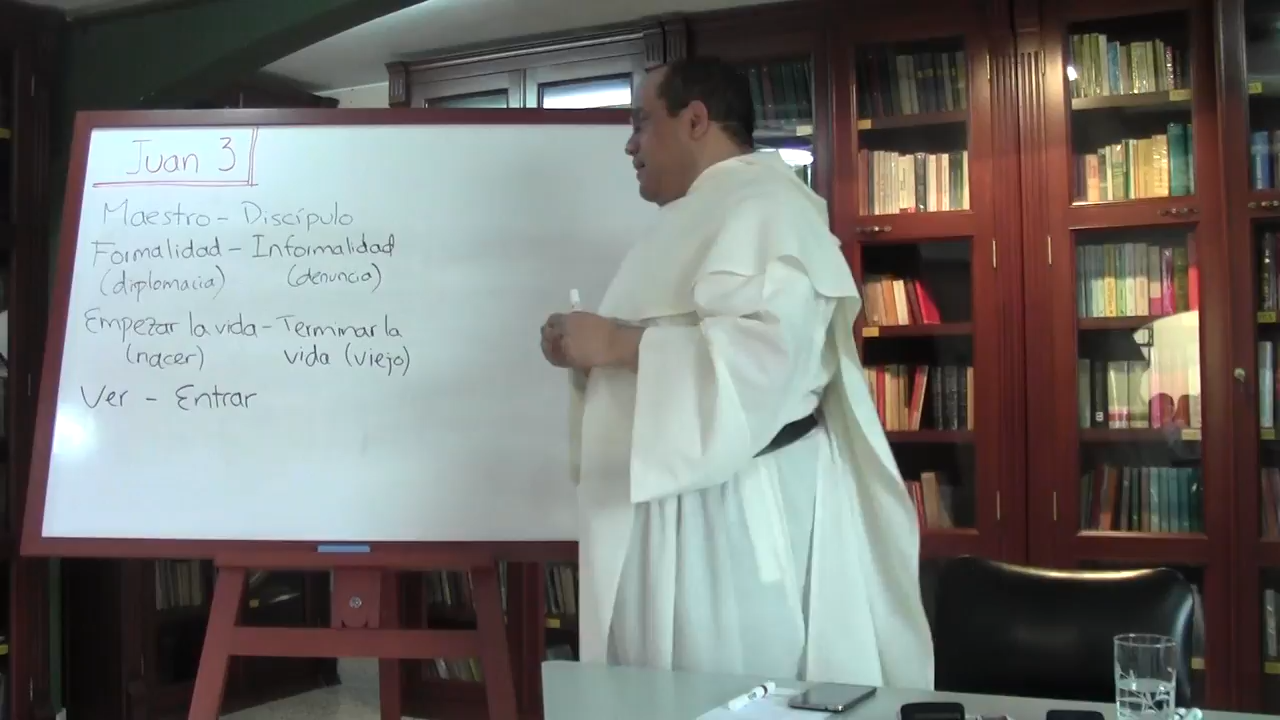 Juan 3
Maestro - Discípulo
Formalidad - Informalidad
(diplomacia) (denuncia)
Empezar la vida - Terminar la
(nacer) vida (viejo)
Ver - Entrar